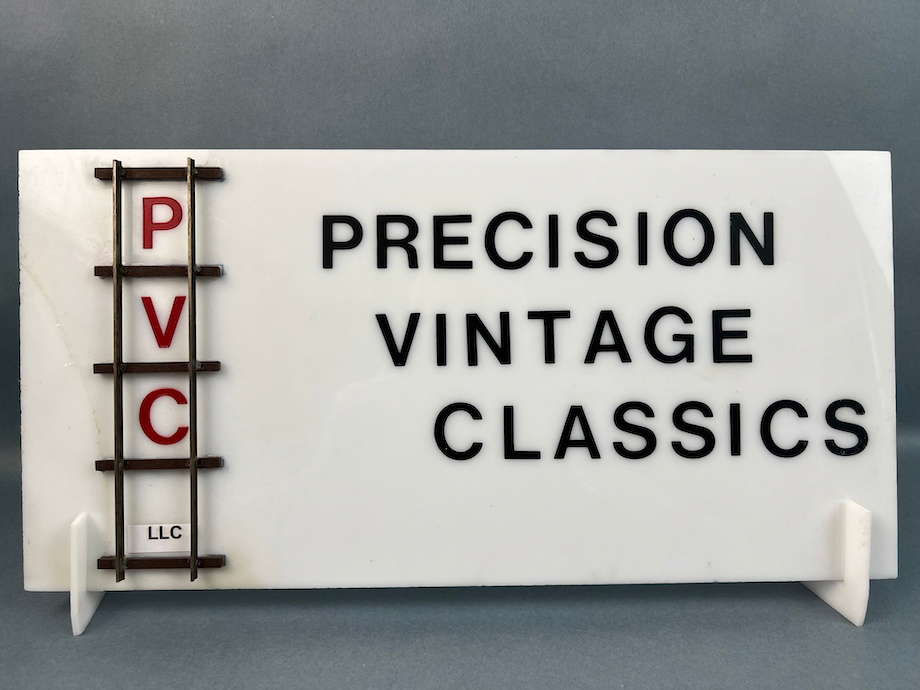 P
V
C
LLC
PRECISION
VINTAGE
CLASSICS